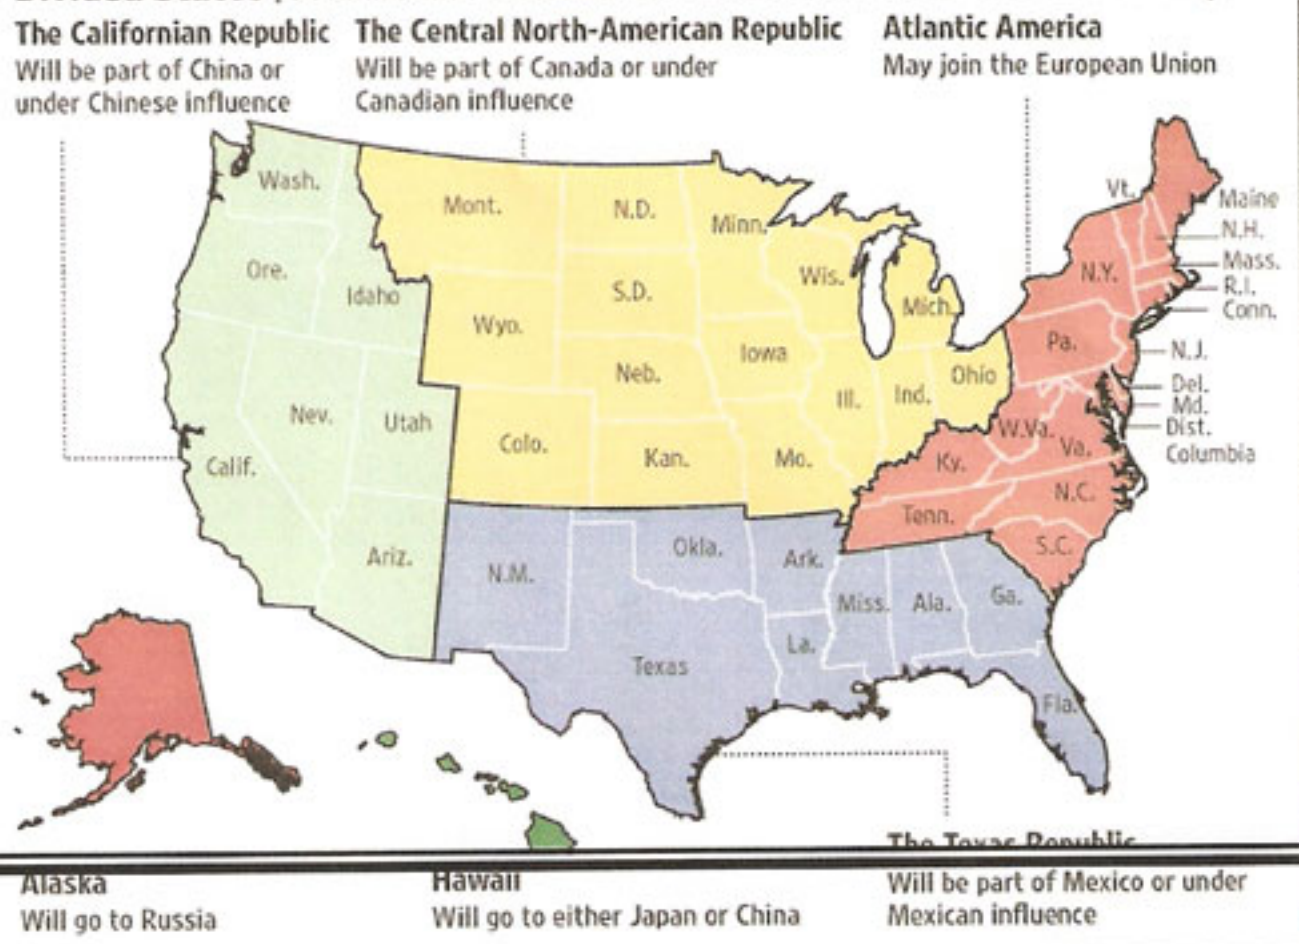 The Californian Republic
Will be part of China or
under Chinese influence
The Central North-American Republic
Will be part of Canada or under
Canadian influence
Atlantic America
May join the European Union
Wash.
Ore.
Idaho
Nev.
Utah
Calif.
Ariz.
Mont.
N.D.
Minn.
S.D.
Wis.
Mich.
Wyo.
Iowa
Neb.
Ill.
Ind.
Ohio
Colo.
Kan.
Mo.
Vt.
Maine
N.H.
Mass.
R.I.
Conn.
N.Y.
Pa.
N.J.
Del.
Md.
Dist.
Columbia
W.Va.
Va.
Ky.
N.C.
Tenn.
S.C.
N.M.
Okla.
Ark.
Miss.
Ala.
Ga.
La.
Texas
Fla.
The Texas Republic
Will be part of Mexico or under
Mexican influence
Alaska
Will go to Russia
Hawaii
Will go to either Japan or China